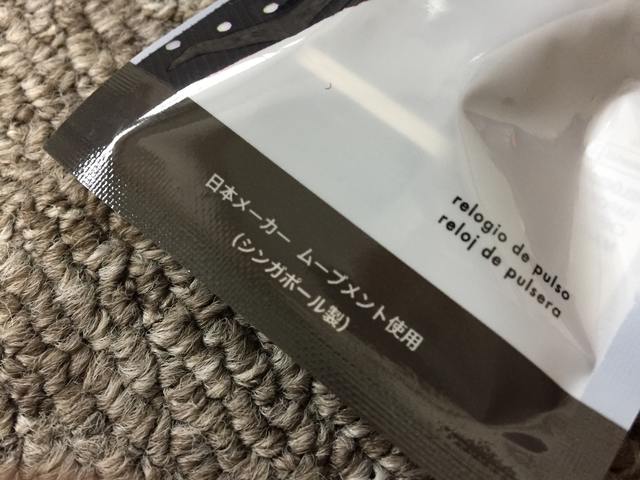 relogio de pulso
reloj de pulsera
日本メーカー ムーブメント使用
(シンガポール製)